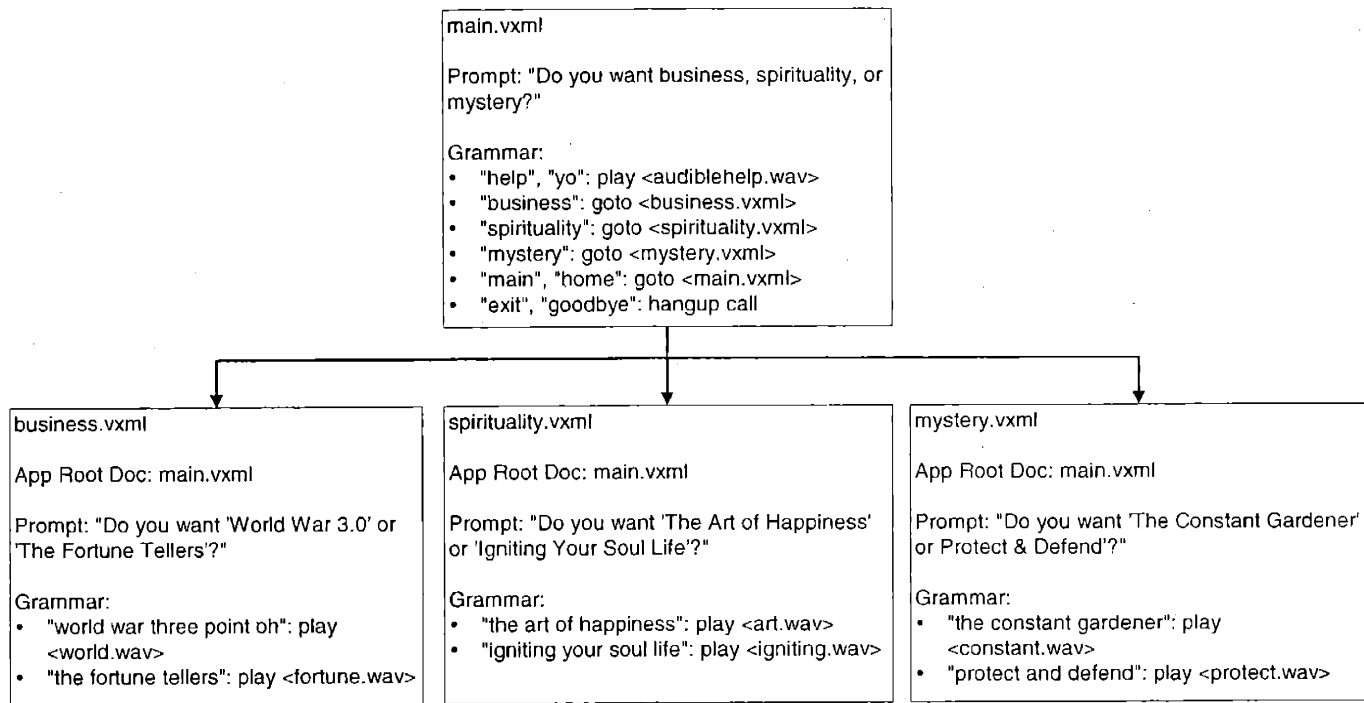 main.vxml
Prompt: "Do you want business, spirituality, or
mystery?"
Grammar:
• "help", "yo": play <audiblehelp.wav>
• "business": goto <business.vxml>
• "spirituality": goto <spirituality.vxml>
• "mystery": goto <mystery.vxml>
• "main", "home": goto <main.vxml>
• "exit", "goodbye": hangup call
business.vxml
App Root Doc: main.vxml
Prompt: "Do you want 'World War 3.0' or
'The Fortune Tellers'?"
Grammar:
• "world war three point oh": play
<world.wav>
• "the fortune tellers": play <fortune.wav>
spirituality.vxml
App Root Doc: main.vxml
Prompt: "Do you want 'The Art of Happiness'
or 'Igniting Your Soul Life'?"
Grammar:
• "the art of happiness": play <art.wav>
• "igniting your soul life": play <igniting.wav>
mystery.vxml
App Root Doc: main.vxml
Prompt: "Do you want 'The Constant Gardener'
or Protect & Defend'?"
Grammar:
• "the constant gardener": play
<constant.wav>
• "protect and defend": play <protect.wav>